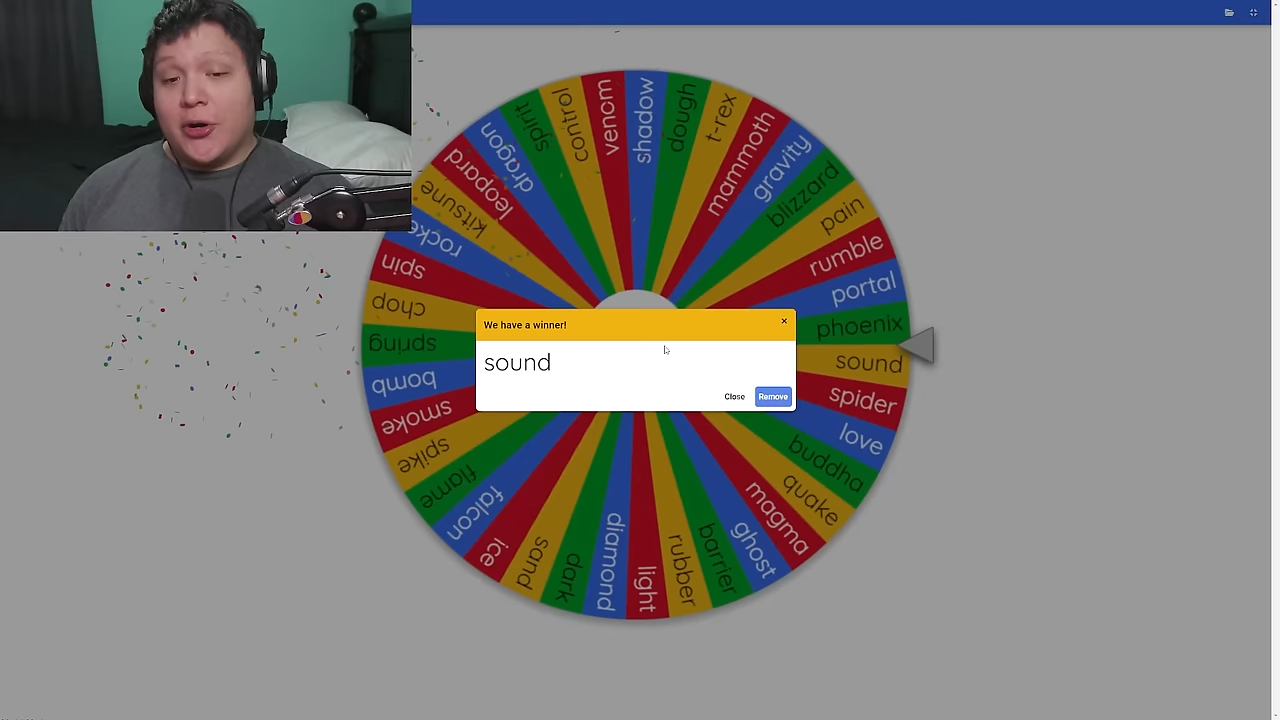 shadow
dough
t-rex
mammoth
gravity
blizzard
pain
rumble
portal
phoenix
sound
spider
love
buddha
quake
magma
ghost
barrier
rubber
light
diamond
dark
sand
ice
falcon
flame
spike
smoke
bomb
spring
chop
spin
rocke
kitsune
leopard
dragon
spirit
control
venom
We have a winner!
×
sound
Close
Remove